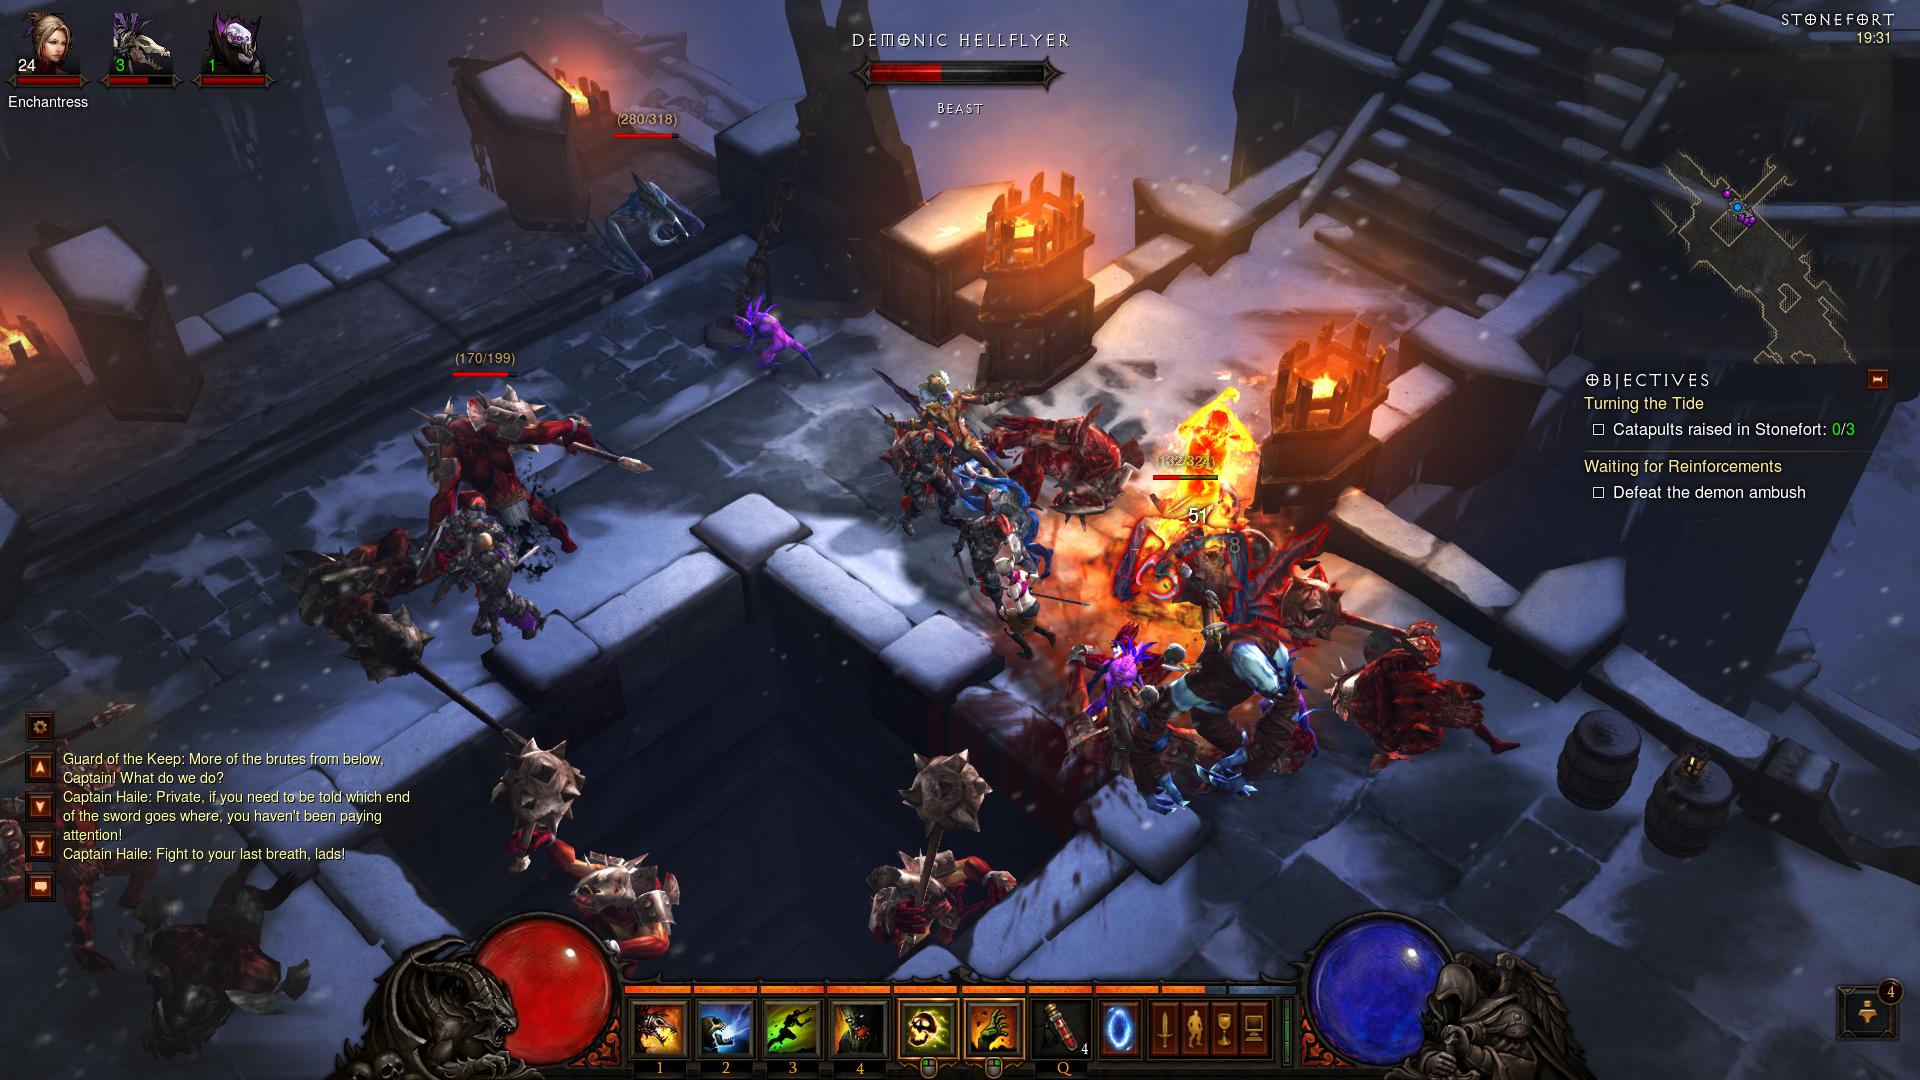 24
3
1
Enchantress
DEMONIC HELLFLYER
BEAST
STONEFORT
19:31
(280/318)
(170/199)
(132/324)
51
8
OBJECTIVES
Turning the Tide
Catapults raised in Stonefort: 0/3
Waiting for Reinforcements
Defeat the demon ambush
Guard of the Keep: More of the brutes from below,
Captain! What do we do?
Captain Haile: Private, if you need to be told which end
of the sword goes where, you haven't been paying
attention!
Captain Haile: Fight to your last breath, lads!
4
4
1
2
3
4
Q